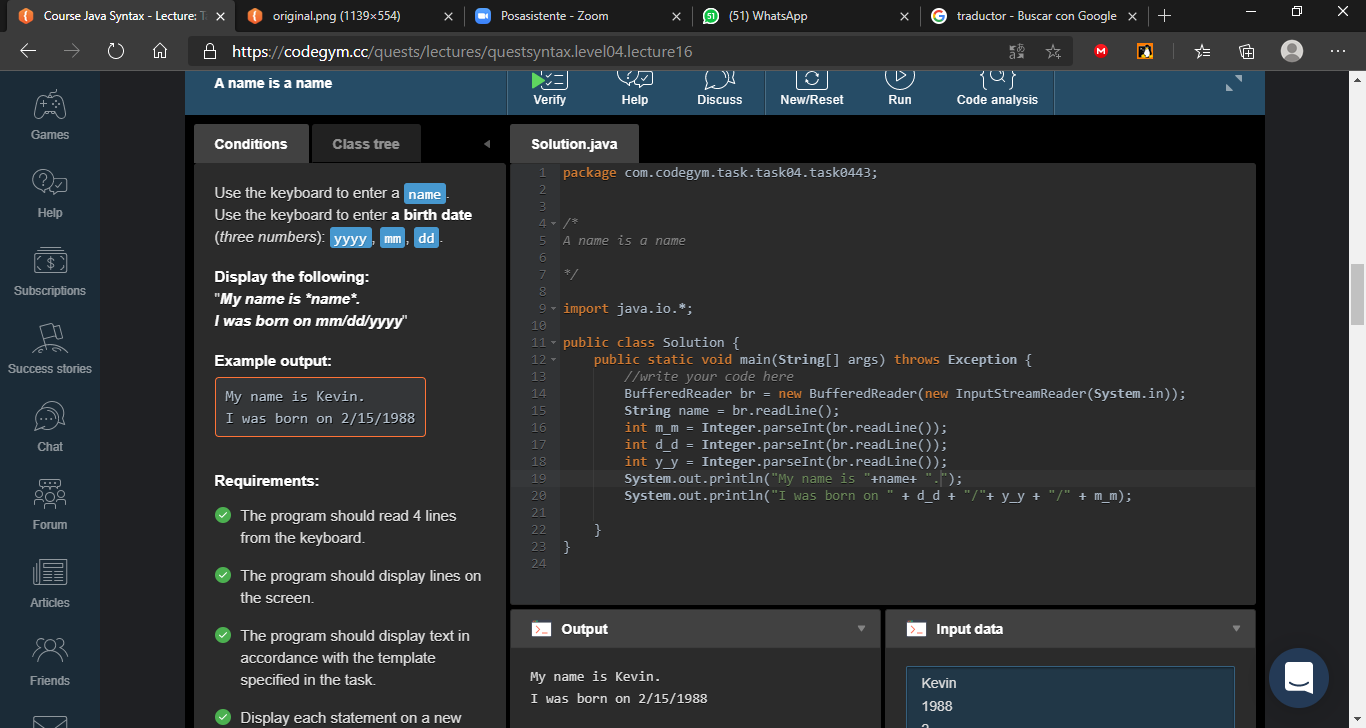 Course Java Syntax - Lecture: T
original.png (1139×554)
Posasistente - Zoom
51
(51) WhatsApp
traductor - Buscar con Google
https://codegym.cc/quests/lectures/questsyntax.level04.lecture16
A name is a name
Verify
Help
Discuss
New/Reset
Run
Code analysis
Games
Help
Subscriptions
Success stories
Chat
Forum
Articles
Friends
Conditions
Class tree
Use the keyboard to enter a name.
Use the keyboard to enter a birth date
(three numbers): yyyy, mm, dd.
Display the following:
"My name is *name*.
I was born on mm/dd/yyyy"
Example output:
My name is Kevin.
I was born on 2/15/1988
Requirements:
The program should read 4 lines
from the keyboard.
The program should display lines on
the screen.
The program should display text in
accordance with the template
specified in the task.
Display each statement on a new
Solution.java
1 package com.codegym.task.task04.task0443;
2
3
4 /*
5 A name is a name
6
7 */
8
9 import java.io.*;
10
11 public class Solution {
12 public static void main(String[] args) throws Exception {
13 //write your code here
14 BufferedReader br = new BufferedReader(new InputStreamReader(System.in));
15 String name = br.readLine();
16 int m_m = Integer.parseInt(br.readLine());
17 int d_d = Integer.parseInt(br.readLine());
18 int y_y = Integer.parseInt(br.readLine());
19 System.out.println("My name is "+name+ ".");
20 System.out.println("I was born on " + d_d + "/"+ y_y + "/" + m_m);
21
22 }
23 }
24
Output
My name is Kevin.
I was born on 2/15/1988
Input data
Kevin
1988